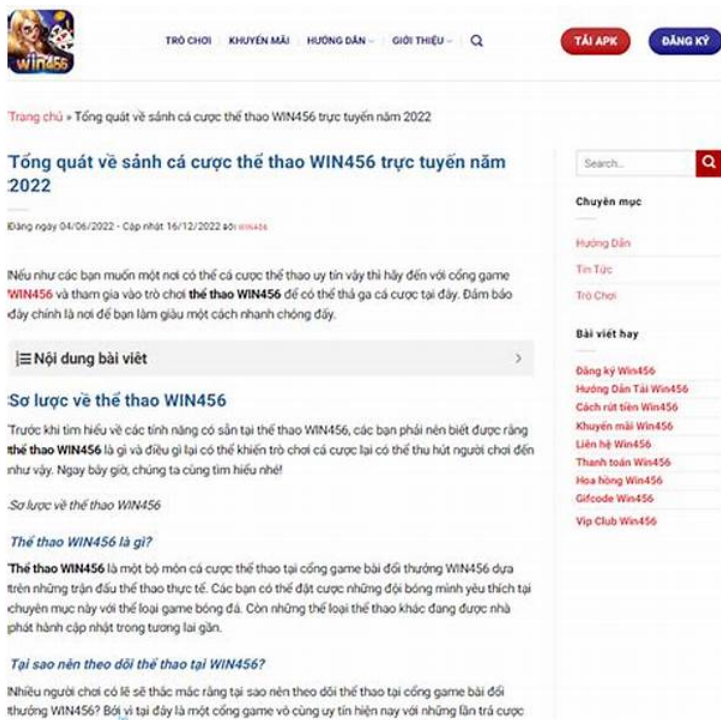 win456
TRÒ CHƠI
KHUYẾN MÃI
HƯỚNG DẪN
GIỚI THIỆU
TẢI APK
ĐĂNG KÝ
Trang chủ » Tổng quát về sảnh cá cược thể thao WIN456 trực tuyến năm 2022
Tổng quát về sảnh cá cược thể thao WIN456 trực tuyến năm
2022
Đăng ngày 04/06/2022 - Cập nhật 16/12/2022 bởi WIN456
Nếu như các bạn muốn một nơi có thể cá cược thể thao uy tín vậy thì hãy đến với cổng game
WIN456 và tham gia vào trò chơi thể thao WIN456 để có thể thả ga cá cược tại đây. Đảm bảo
đây chính là nơi để bạn làm giàu một cách nhanh chóng đấy.
Nội dung bài viêt
Sơ lược về thể thao WIN456
Trước khi tìm hiểu về các tính năng có sẵn tại thể thao WIN456, các bạn phải nên biết được rằng
thể thao WIN456 là gì và điều gì lại có thể khiến trò chơi cá cược lại có thể thu hút người chơi đến
như vậy. Ngay bây giờ, chúng ta cùng tìm hiểu nhé!
Sơ lược về thể thao WIN456
Thể thao WIN456 là gì?
Thể thao WIN456 là một bộ môn cá cược thể thao tại cổng game bài đổi thưởng WIN456 dựa
trên những trận đấu thể thao thực tế. Các bạn có thể đặt cược những đội bóng mình yêu thích tại
chuyên mục này với thể loại game bóng đá. Còn những thể loại thể thao khác đang được nhà
phát hành cập nhật trong tương lai gần.
Tại sao nên theo dõi thể thao tại WIN456?
Nhiều người chơi có lẽ sẽ thắc mắc rằng tại sao nên theo dõi thể thao tại cổng game bài đổi
thưởng WIN456? Bởi vì tại đây là một cổng game vô cùng uy tín hiện nay với những lần trả cược
Search...
Chuyên mục
Hướng Dẫn
Tin Tức
Trò Chơi
Bài viết hay
Đăng ký Win456
Hướng Dẫn Tải Win456
Cách rút tiền Win456
Khuyến mãi Win456
Liên hệ Win456
Thanh toán Win456
Hoa hồng Win456
Gifcode Win456
Vip Club Win456